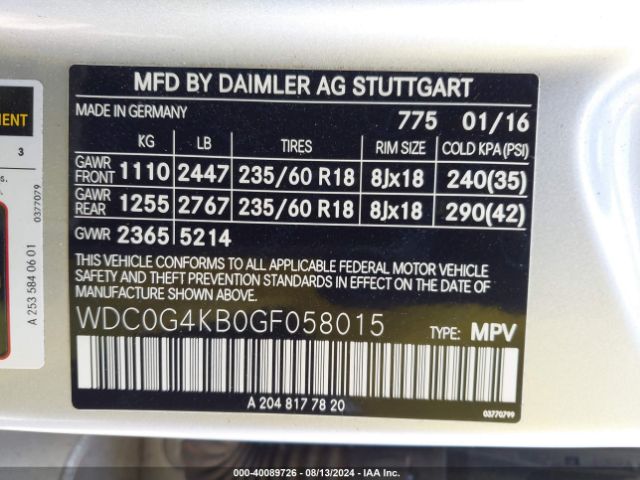 MFD BY DAIMLER AG STUTTGART
MADE IN GERMANY 775 01/16
KG LB TIRES RIM SIZE COLD KPA(PSI)
GAWR FRONT 1110 2447 235/60 R18 8Jx18 240(35)
GAWR REAR 1255 2767 235/60 R18 8Jx18 290(42)
GVWR 2365 5214
THIS VEHICLE CONFORMS TO ALL APPLICABLE FEDERAL MOTOR VEHICLE
SAFETY AND THEFT PREVENTION STANDARDS IN EFFECT ON THE DATE OF
MANUFACTURE SHOWN ABOVE.
WDC0G4KB0GF058015 TYPE: MPV
A 204 817 78 20
03770799
3
0377079
A 253 584 06 01
000-40089726 - 08/13/2024 - IAA Inc.